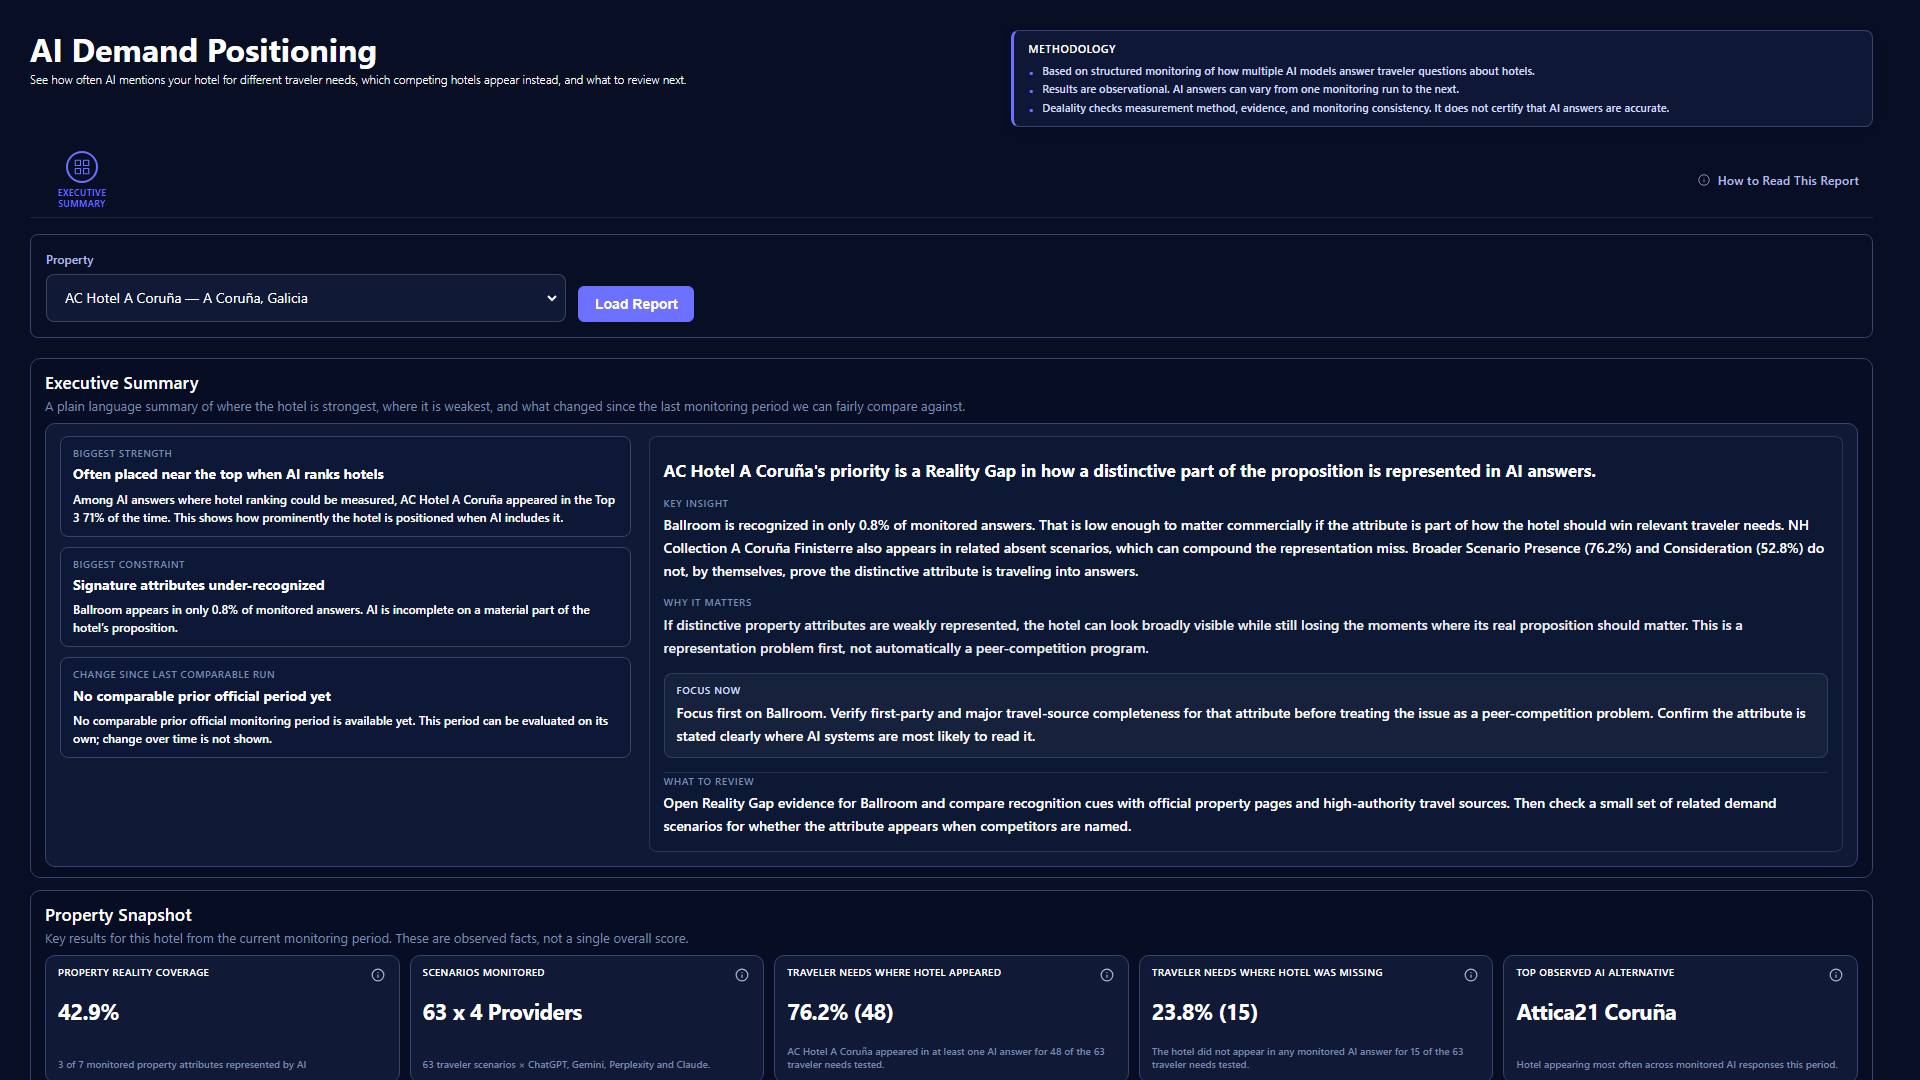 AI Demand Positioning
See how often AI mentions your hotel for different traveler needs, which competing hotels appear instead, and what to review next.
METHODOLOGY
• Based on structured monitoring of how multiple AI models answer traveler questions about hotels.
• Results are observational. AI answers can vary from one monitoring run to the next.
• Dealality checks measurement method, evidence, and monitoring consistency. It does not certify that AI answers are accurate.
EXECUTIVE
SUMMARY
How to Read This Report
Property
AC Hotel A Coruña — A Coruña, Galicia
Load Report
Executive Summary
A plain language summary of where the hotel is strongest, where it is weakest, and what changed since the last monitoring period we can fairly compare against.
BIGGEST STRENGTH
Often placed near the top when AI ranks hotels
Among AI answers where hotel ranking could be measured, AC Hotel A Coruña appeared in the Top
3 71% of the time. This shows how prominently the hotel is positioned when AI includes it.
BIGGEST CONSTRAINT
Signature attributes under-recognized
Ballroom appears in only 0.8% of monitored answers. AI is incomplete on a material part of the
hotel's proposition.
CHANGE SINCE LAST COMPARABLE RUN
No comparable prior official period yet
No comparable prior official monitoring period is available yet. This period can be evaluated on its
own; change over time is not shown.
AC Hotel A Coruña's priority is a Reality Gap in how a distinctive part of the proposition is represented in AI answers.
KEY INSIGHT
Ballroom is recognized in only 0.8% of monitored answers. That is low enough to matter commercially if the attribute is part of how the hotel should win relevant traveler needs. NH
Collection A Coruña Finisterre also appears in related absent scenarios, which can compound the representation miss. Broader Scenario Presence (76.2%) and Consideration (52.8%) do
not, by themselves, prove the distinctive attribute is traveling into answers.
WHY IT MATTERS
If distinctive property attributes are weakly represented, the hotel can look broadly visible while still losing the moments where its real proposition should matter. This is a
representation problem first, not automatically a peer-competition program.
FOCUS NOW
Focus first on Ballroom. Verify first-party and major travel-source completeness for that attribute before treating the issue as a peer-competition problem. Confirm the attribute is
stated clearly where AI systems are most likely to read it.
WHAT TO REVIEW
Open Reality Gap evidence for Ballroom and compare recognition cues with official property pages and high-authority travel sources. Then check a small set of related demand
scenarios for whether the attribute appears when competitors are named.
Property Snapshot
Key results for this hotel from the current monitoring period. These are observed facts, not a single overall score.
PROPERTY REALITY COVERAGE
42.9%
3 of 7 monitored property attributes represented by AI
SCENARIOS MONITORED
63 x 4 Providers
63 traveler scenarios × ChatGPT, Gemini, Perplexity and Claude.
TRAVELER NEEDS WHERE HOTEL APPEARED
76.2% (48)
AC Hotel A Coruña appeared in at least one AI answer for 48 of the 63
traveler needs tested.
TRAVELER NEEDS WHERE HOTEL WAS MISSING
23.8% (15)
The hotel did not appear in any monitored AI answer for 15 of the 63
traveler needs tested.
TOP OBSERVED AI ALTERNATIVE
Attica21 Coruña
Hotel appearing most often across monitored AI responses this period.